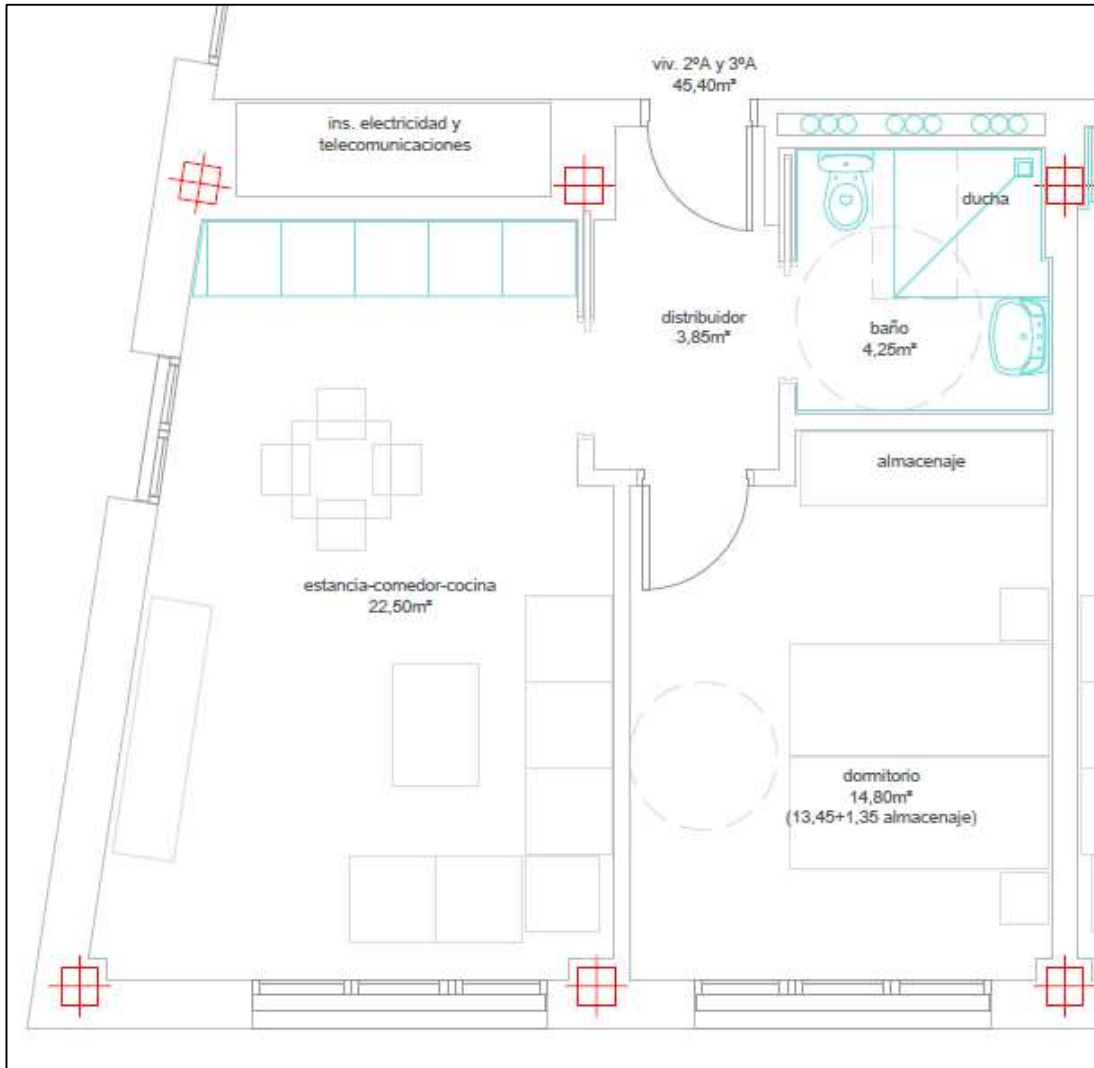 viv. 2ºA y 3ºA
45,40m²
ins. electricidad y
telecomunicaciones
ducha
distribuidor
3,85m²
baño
4,25m²
almacenaje
estancia-comedor-cocina
22,50m²
dormitorio
14,80m²
(13,45+1,35 almacenaje)